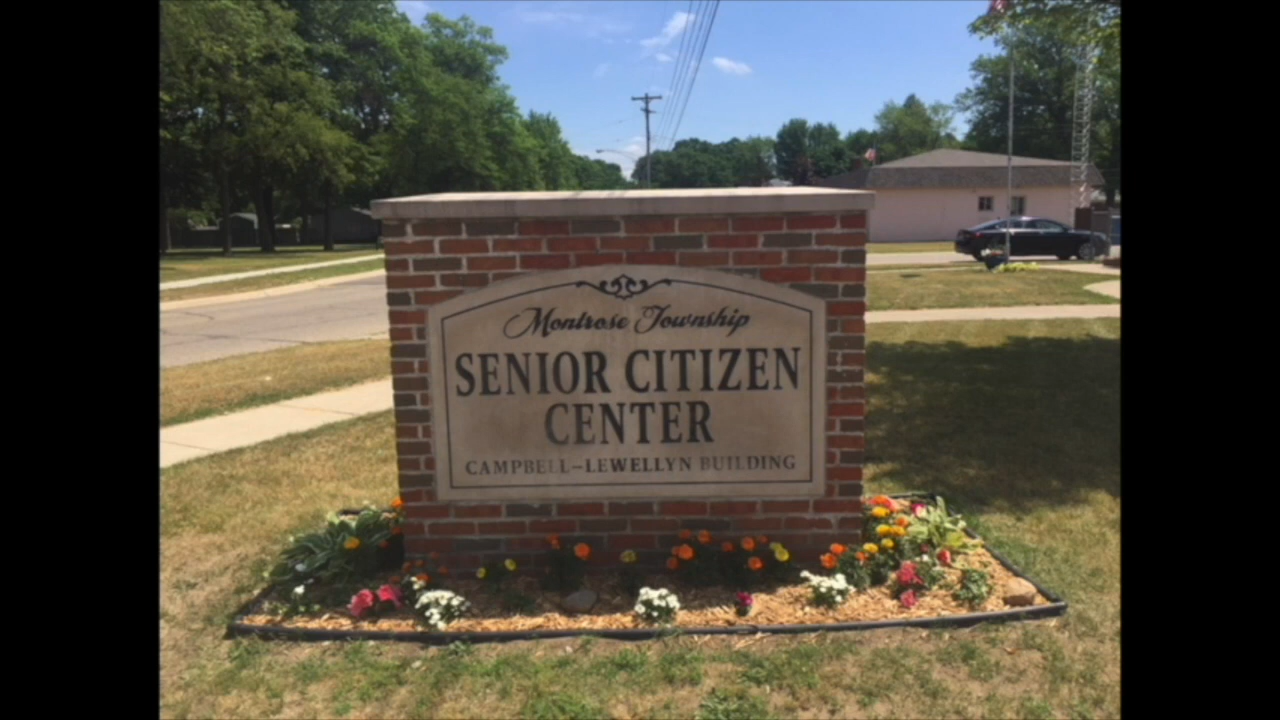 Montrose Township
SENIOR CITIZEN
CENTER
CAMPBELL-LEWELLYN BUILDING